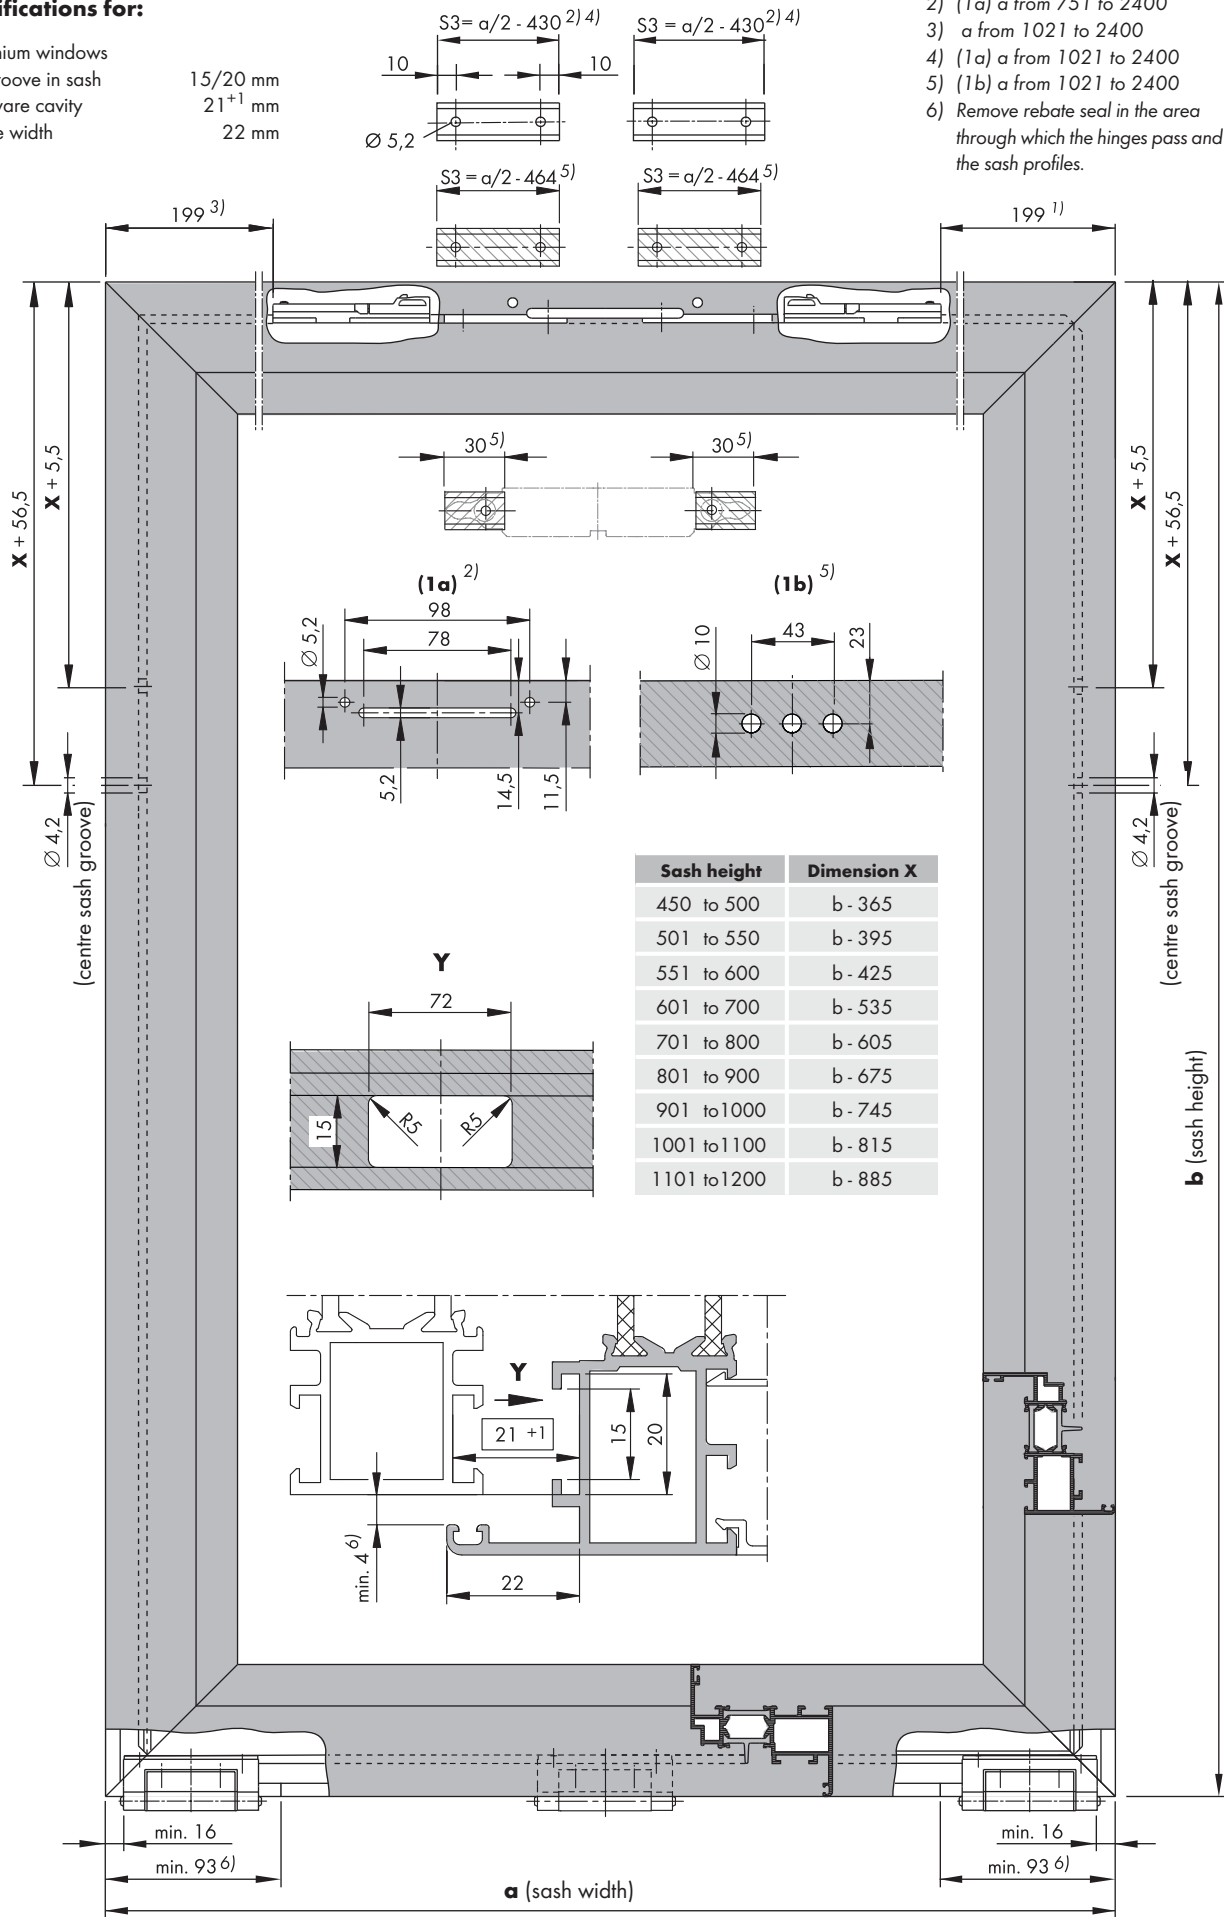 ifications for:
nium windows
oove in sash 15/20 mm
vare cavity 21+1 mm
e width 22 mm
S3= a/2 - 430 2) 4)
S3= a/2 - 430 2) 4)
10
10
Ø 5,2
S3 = a/2 - 464 5)
S3 = a/2 - 464 5)
2) (1a) a from 751 to 2400
3) a from 1021 to 2400
4) (1a) a from 1021 to 2400
5) (1b) a from 1021 to 2400
6) Remove rebate seal in the area
through which the hinges pass and
the sash profiles.
199 3)
199 1)
X + 56,5
X + 5,5
X + 5,5
X + 56,5
30 5)
30 5)
(1a) 2)
98
78
Ø 5,2
5,2
14,5
11,5
(1b) 5)
Ø 10
43
23
Ø 4,2
(centre sash groove)
Ø 4,2
(centre sash groove)
Sash height Dimension X
450 to 500 b - 365
501 to 550 b - 395
551 to 600 b - 425
601 to 700 b - 535
701 to 800 b - 605
801 to 900 b - 675
901 to1000 b - 745
1001 to1100 b - 815
1101 to1200 b - 885
Y
72
15
R5
R5
b (sash height)
Y
21 +1
15
20
min. 4 6)
22
min. 16
min. 93 6)
min. 16
min. 93 6)
a (sash width)